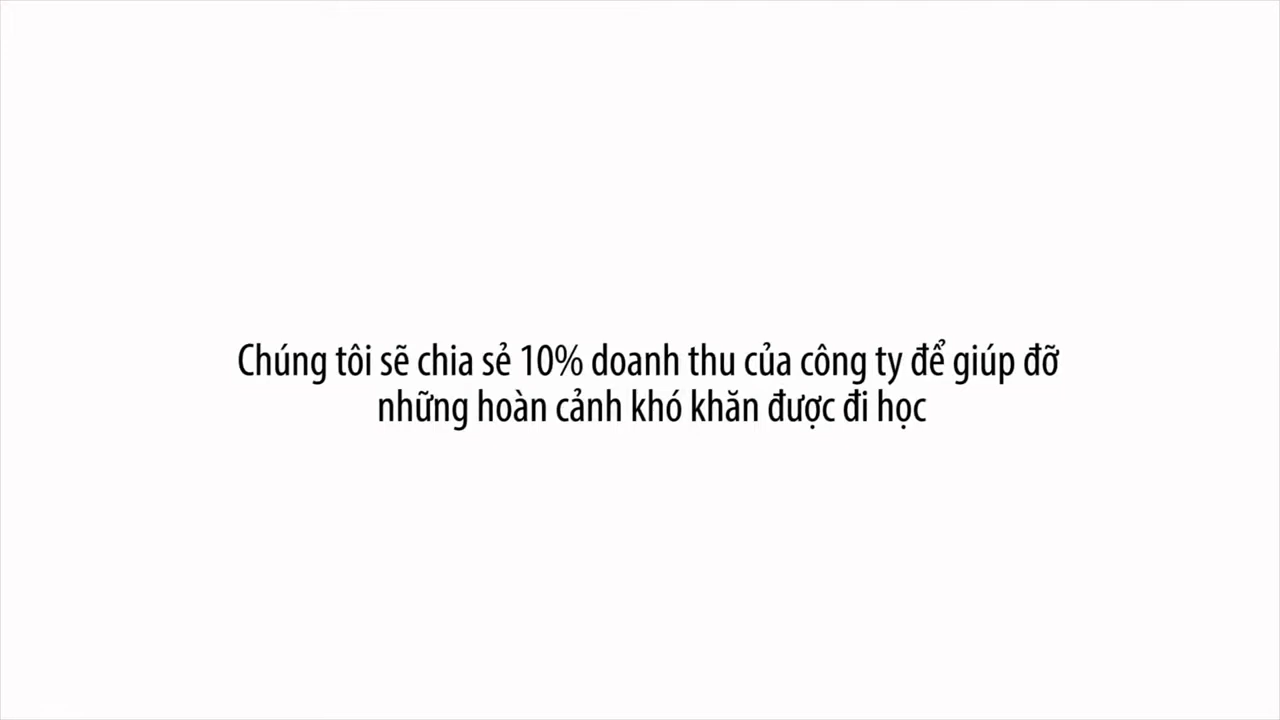 Chúng tôi sẽ chia sẻ 10% doanh thu của công ty để giúp đỡ
những hoàn cảnh khó khăn được đi học